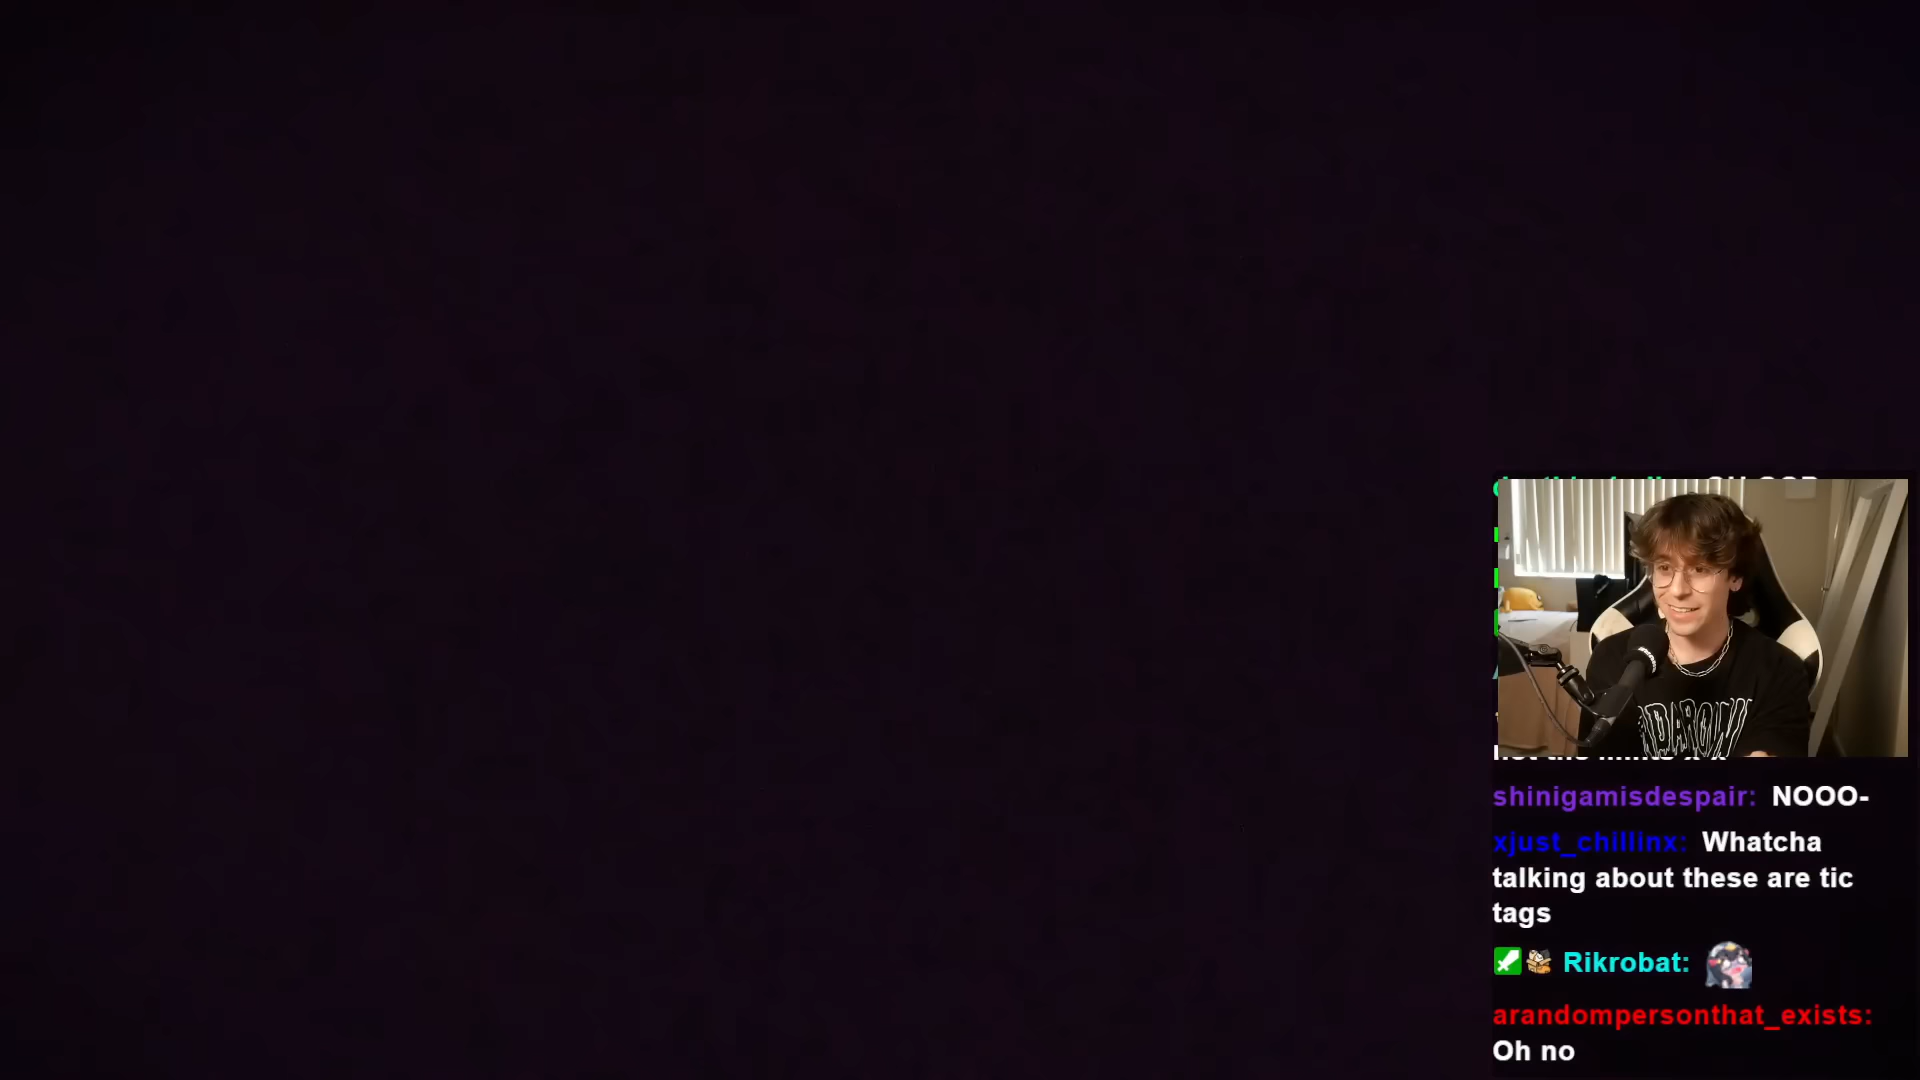 shinigamisdespair: NOOO-
xjust_chillinx: Whatcha
talking about these are tic
tags
Rikrobat:
arandompersonthat_exists:
Oh no